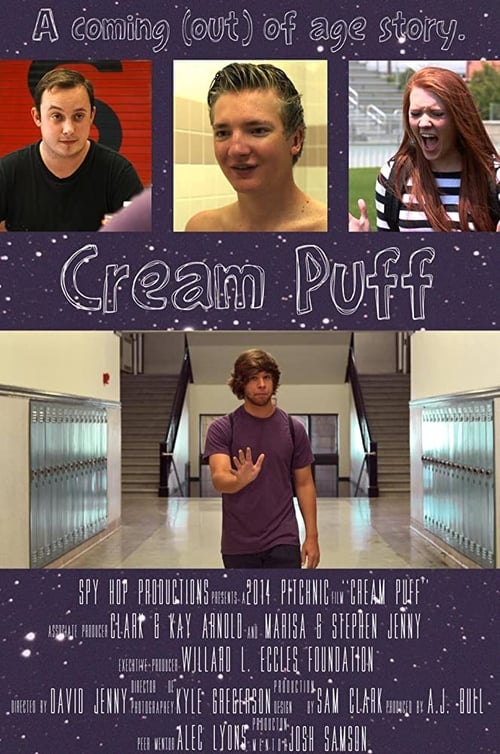 A coming (out) of age story.
Cream Puff
SPY HOP PRODUCTIONS PRESENTS A 2014 PITCHNIC FILM "CREAM PUFF"
ASSOCIATE PRODUCER CLARK & KAY ARNOLD AND MARISA & STEPHEN JENNY
EXECUTIVE PRODUCER WILLARD L. ECCLES FOUNDATION
DIRECTED BY DAVID JENNY DIRECTOR OF PHOTOGRAPHY KYLE GREGERSON PRODUCTION DESIGN BY SAM CLARK PRODUCED BY A.J. BUEL
PEER MENTOR ALEC LYONS PRODUCTION MENTOR JOSH SAMSON